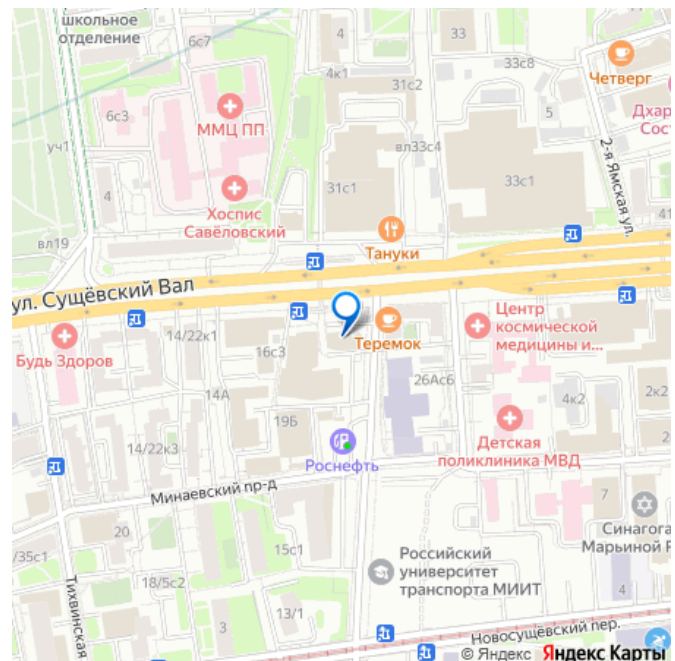 школьное
отделение
6с7
4
33
33с8
Четверг
4к1
31с2
6с3
ММЦ ПП
5
Дхар
Сост
вл33с4
уч1
2-я Ямская ул.
4
31с1
33с1
Хоспис
Савёловский
41
вл19
Тануки
ул. Сущёвский Вал
Центр
космической
медицины и...
14/22к1
Теремок
Будь Здоров
16с3
26Ас6
14А
2к2
4к2
19Б
Детская
поликлиника МВД
14/22к3
Роснефть
Минаевский пр-д
7
20
Синагога
Марьиной Р
/35с1
15с1
Российский
университет
транспорта МИИТ
18/5с2
Тихвинская
4
13/1
3
Новосущёвский пер.
© Яндекс Яндекс Карты